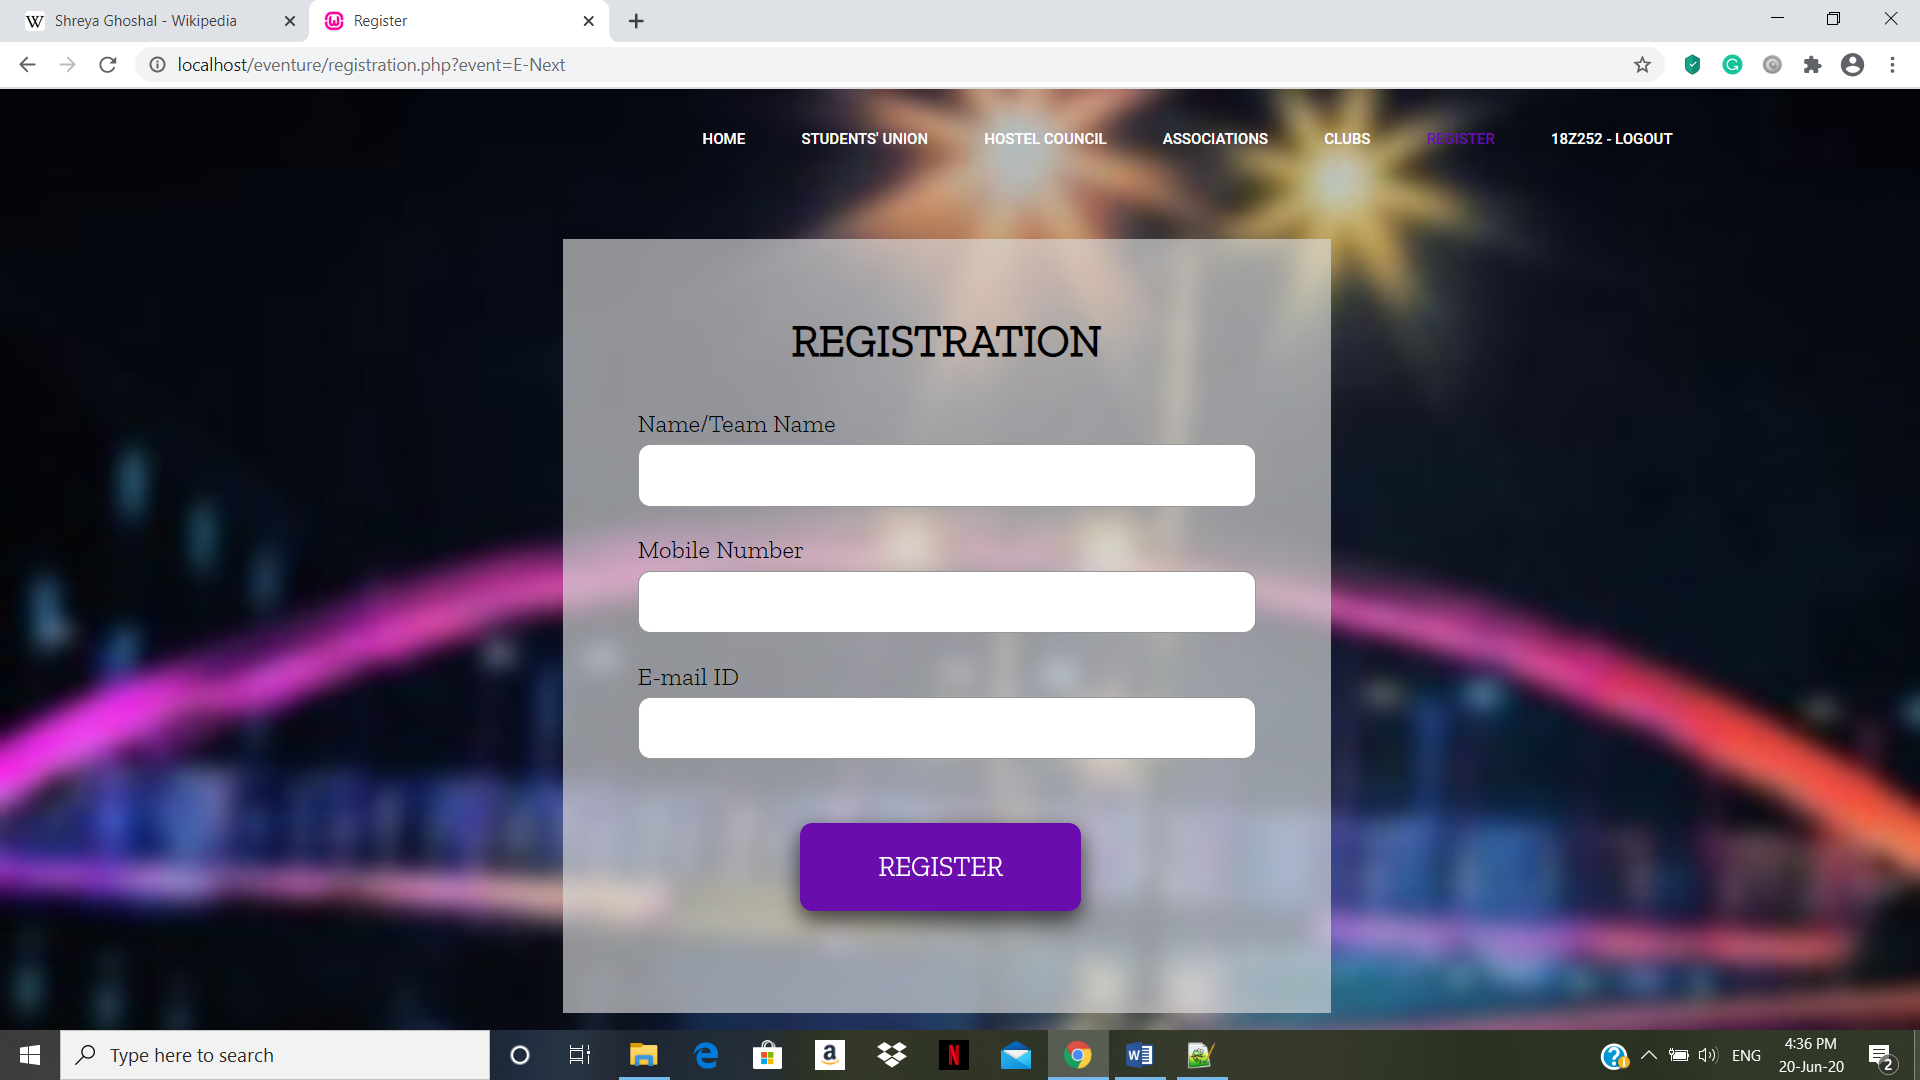 Shreya Ghoshal - Wikipedia
Register
localhost/eventure/registration.php?event=E-Next
HOME STUDENTS' UNION HOSTEL COUNCIL ASSOCIATIONS CLUBS REGISTER 18Z252 - LOGOUT
REGISTRATION
Name/Team Name
Mobile Number
E-mail ID
REGISTER
Type here to search
ENG
4:36 PM
20-Jun-20
2